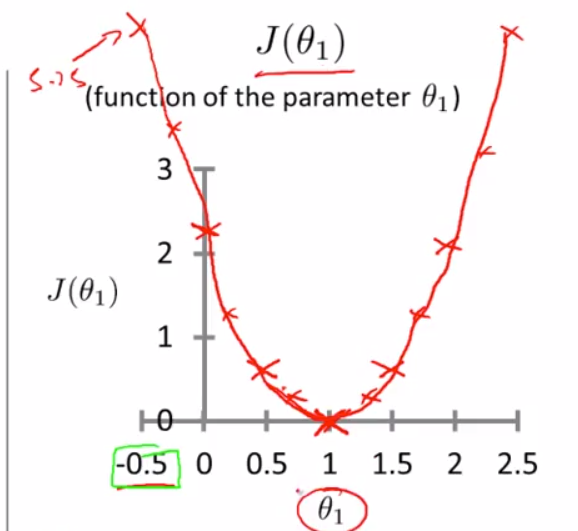 J(θ₁)
5.25
(function of the parameter θ₁)
3
2
J(θ₁)
1
0
-0.5 0 0.5 1 1.5 2 2.5
θ₁